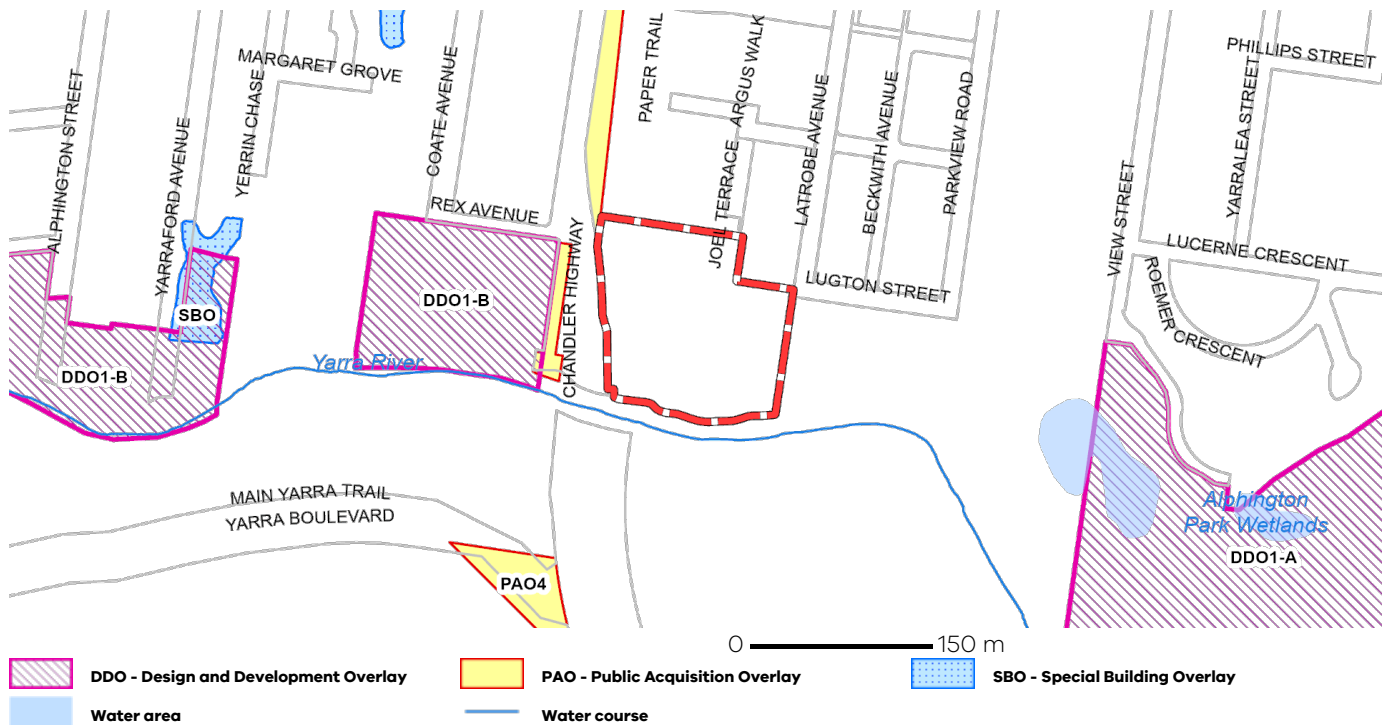 PHILLIPS STREET
MARGARET GROVE
ALPHINGTON STREET
YARRAFORD AVENUE
YERRIN CHASE
COATE AVENUE
PAPER TRAIL
ARGUS WALK
JOEL TERRACE
LATROBE AVENUE
BECKWITH AVENUE
PARKVIEW ROAD
VIEW STREET
YARRALEA STREET
REX AVENUE
LUCERNE CRESCENT
ROEMER CRESCENT
LUGTON STREET
CHANDLER HIGHWAY
DDO1-B
SBO
Yarra River
DDO1-B
MAIN YARRA TRAIL
YARRA BOULEVARD
Alphington
Park Wetlands
DDO1-A
PAO4
0 150 m
DDO - Design and Development Overlay
PAO - Public Acquisition Overlay
SBO - Special Building Overlay
Water area
Water course